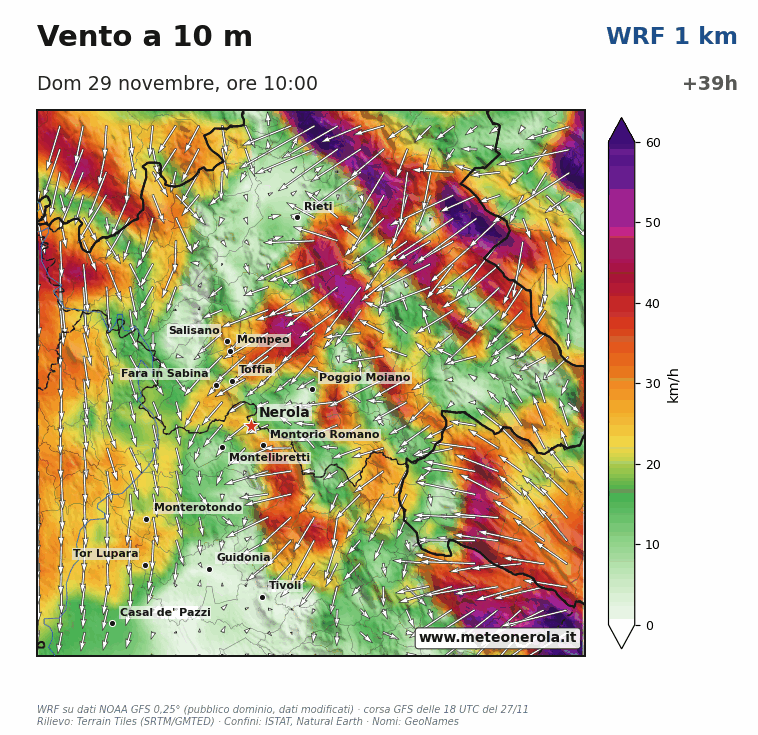 Vento a 10 m
WRF 1 km
Dom 29 novembre, ore 10:00
+39h
Rieti
Salisano
Mompeo
Fara in Sabina
Toffia
Poggio Moiano
Nerola
Montorio Romano
Montelibretti
Monterotondo
Tor Lupara
Guidonia
Tivoli
Casal de' Pazzi
www.meteonerola.it
60
50
40
30
20
10
0
km/h
WRF su dati NOAA GFS 0,25° (pubblico dominio, dati modificati) · corsa GFS delle 18 UTC del 27/11
Rilievo: Terrain Tiles (SRTM/GMTED) · Confini: ISTAT, Natural Earth · Nomi: GeoNames